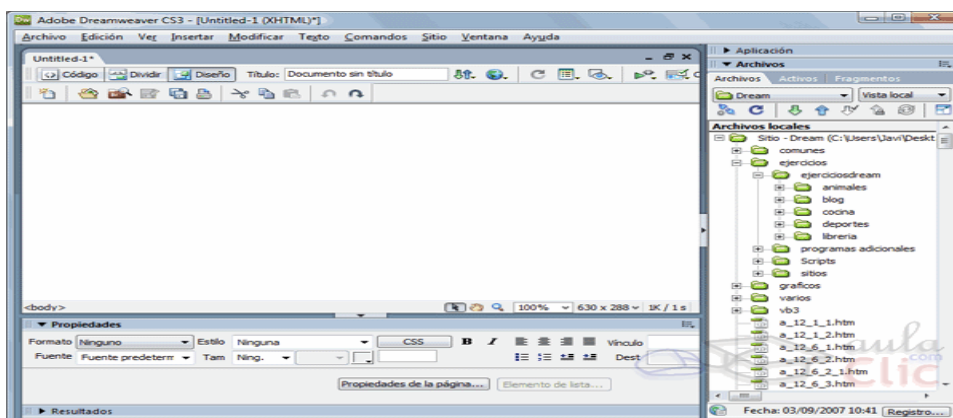 Adobe Dreamweaver CS3 - [Untitled-1 (XHTML)*]
Archivo Edición Ver Insertar Modificar Texto Comandos Sitio Ventana Ayuda
Untitled-1*
Código Dividir Diseño Título: Documento sin título
<body> 100% 630 x 288 1K / 1 s
Propiedades
Formato Ninguno Estilo Ninguna CSS B I Vínculo
Fuente Fuente predeterr Tam Ning. Dest
Propiedades de la página... Elemento de lista...
Resultados
Aplicación
Archivos
Archivos Activos Fragmentos
Dream Vista local
Archivos locales
Sitio - Dream (C:\Users\Javi\Deskt
comunes
ejercicios
ejerciciosdream
animales
blog
cocina
deportes
libreria
programas adicionales
Scripts
sitios
graficos
varios
vb3
a_12_1_1.htm
a_12_1_2.htm
a_12_6_1.htm
a_12_6_2.htm
a_12_6_2_1.htm
a_12_6_3.htm
aula
.com
Clic
Fecha: 03/09/2007 10:41 Registro...